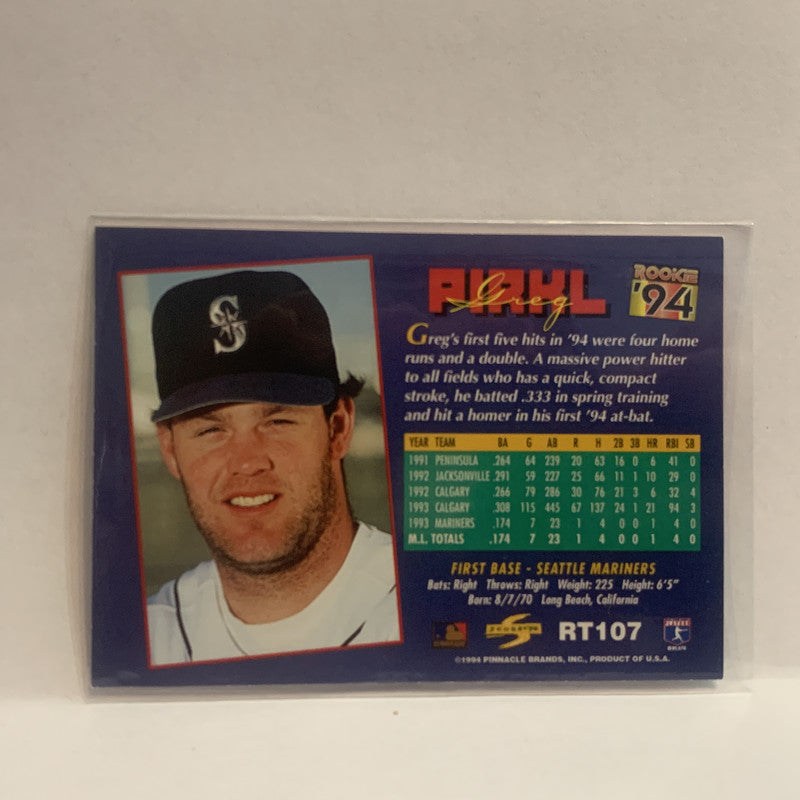 S
PIRKL
Greg
ROOKIE
'94
Greg's first five hits in '94 were four home
runs and a double. A massive power hitter
to all fields who has a quick, compact
stroke, he batted .333 in spring training
and hit a homer in his first '94 at-bat.
YEAR TEAM BA G AB R H 2B 3B HR RBI SB
1991 PENINSULA .264 64 239 20 63 16 0 6 41 0
1992 JACKSONVILLE .291 59 227 25 66 11 1 10 29 0
1992 CALGARY .266 79 286 30 76 21 3 6 32 4
1993 CALGARY .308 115 445 67 137 24 1 21 94 3
1993 MARINERS .174 7 23 1 4 0 0 1 4 0
M.L. TOTALS .174 7 23 1 4 0 0 1 4 0
FIRST BASE - SEATTLE MARINERS
Bats: Right Throws: Right Weight: 225 Height: 6'5"
Born: 8/7/70 Long Beach, California
RT107
©1994 PINNACLE BRANDS, INC., PRODUCT OF U.S.A.